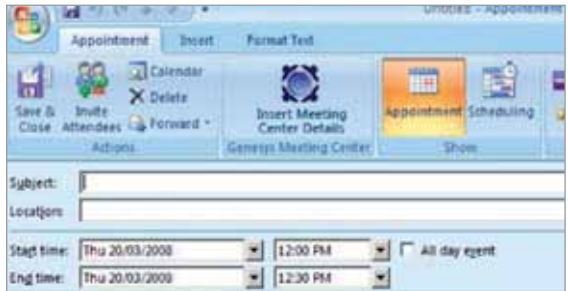 Untitled - Appointment
Appointment Insert Format Text
Save & Close
Invite Attendees
Calendar
Delete
Forward
Actions
Insert Meeting Center Details
Genesys Meeting Center
Appointment Scheduling
Show
Subject:
Location:
Start time: Thu 20/03/2008 12:00 PM All day event
End time: Thu 20/03/2008 12:30 PM